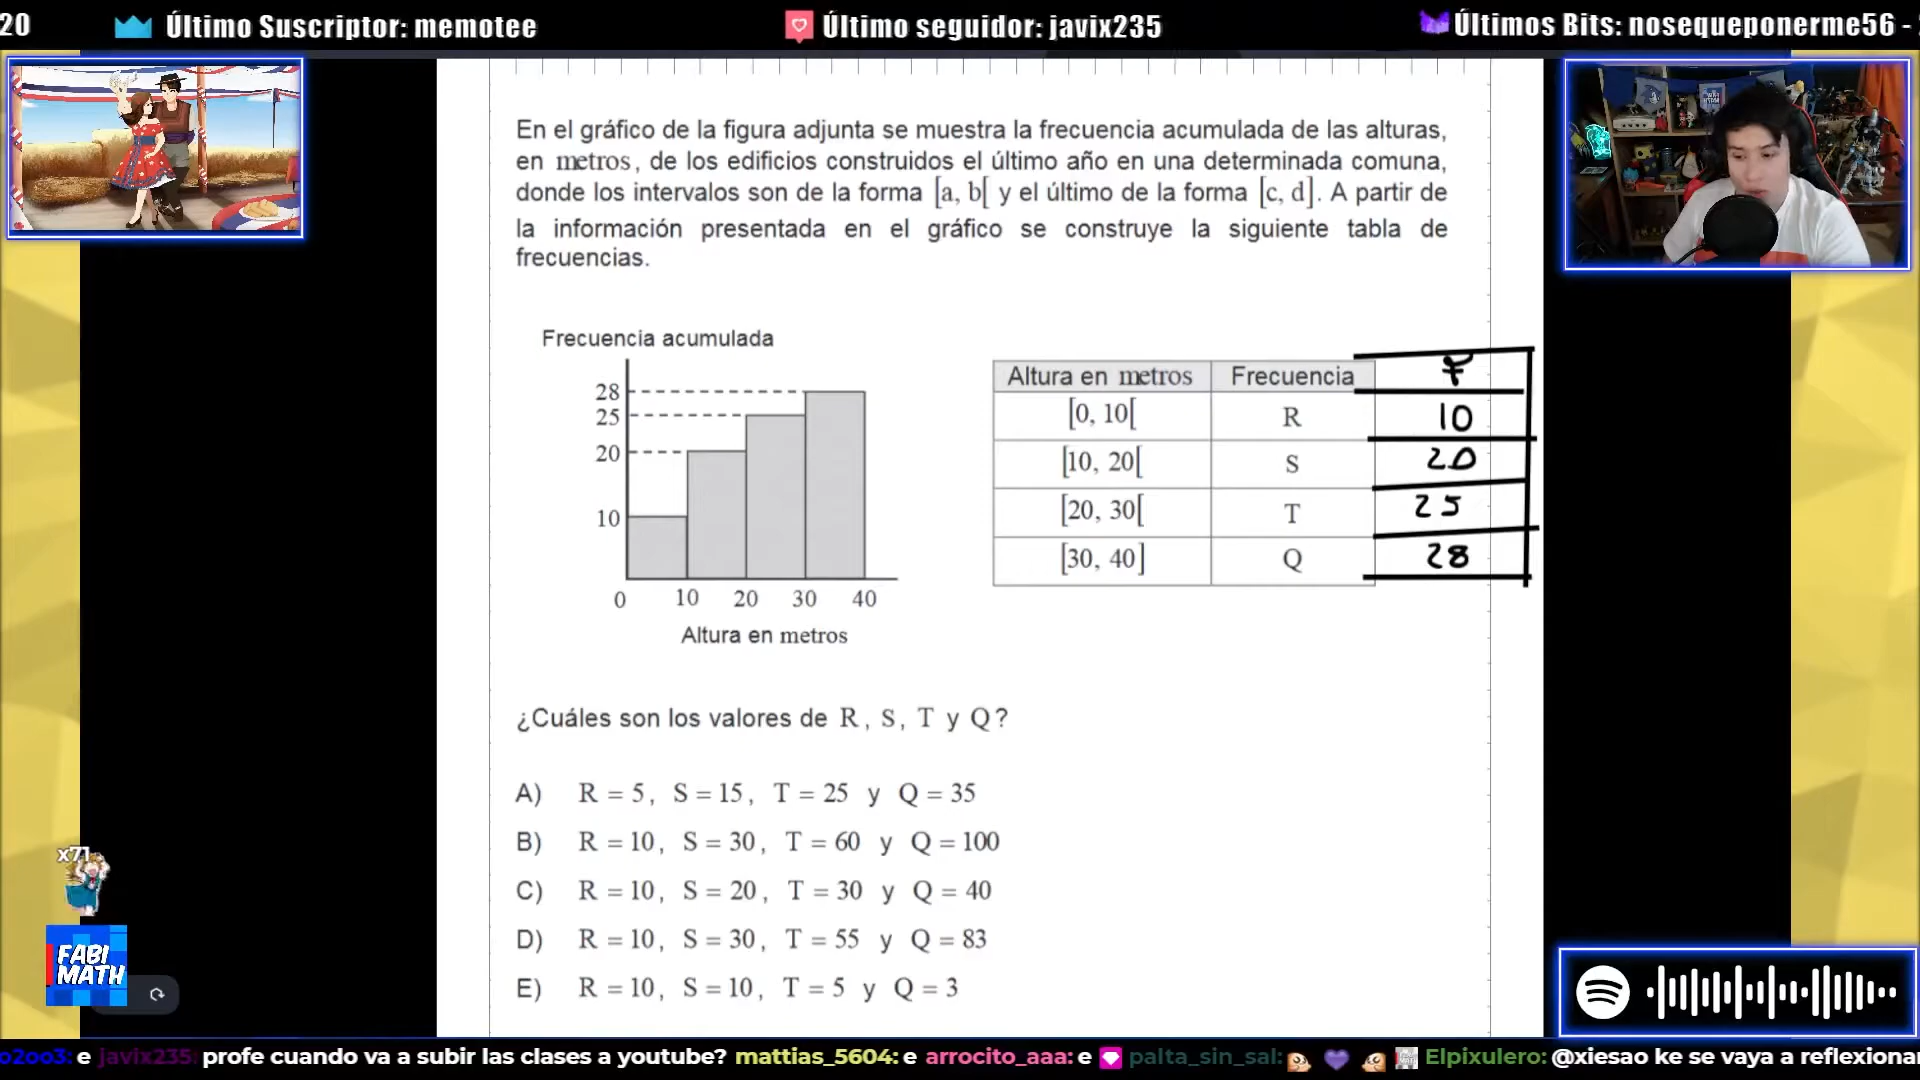 20
Último Suscriptor: memotee
Último seguidor: javix235
Últimos Bits: nosequeponerme56 -
En el gráfico de la figura adjunta se muestra la frecuencia acumulada de las alturas,
en metros, de los edificios construidos el último año en una determinada comuna,
donde los intervalos son de la forma [a, b[ y el último de la forma [c, d]. A partir de
la información presentada en el gráfico se construye la siguiente tabla de
frecuencias.
Frecuencia acumulada
28
25
20
10
0 10 20 30 40
Altura en metros
Altura en metros Frecuencia F
[0, 10[ R 10
[10, 20[ S 20
[20, 30[ T 25
[30, 40] Q 28
¿Cuáles son los valores de R, S, T y Q?
A) R = 5, S = 15, T = 25 y Q = 35
B) R = 10, S = 30, T = 60 y Q = 100
C) R = 10, S = 20, T = 30 y Q = 40
D) R = 10, S = 30, T = 55 y Q = 83
E) R = 10, S = 10, T = 5 y Q = 3
x71
FABI
MATH
o2oo3: e javix235: profe cuando va a subir las clases a youtube? mattias_5604: e arrocito_aaa: e palta_sin_sal: Elpixulero: @xiesao ke se vaya a reflexionar